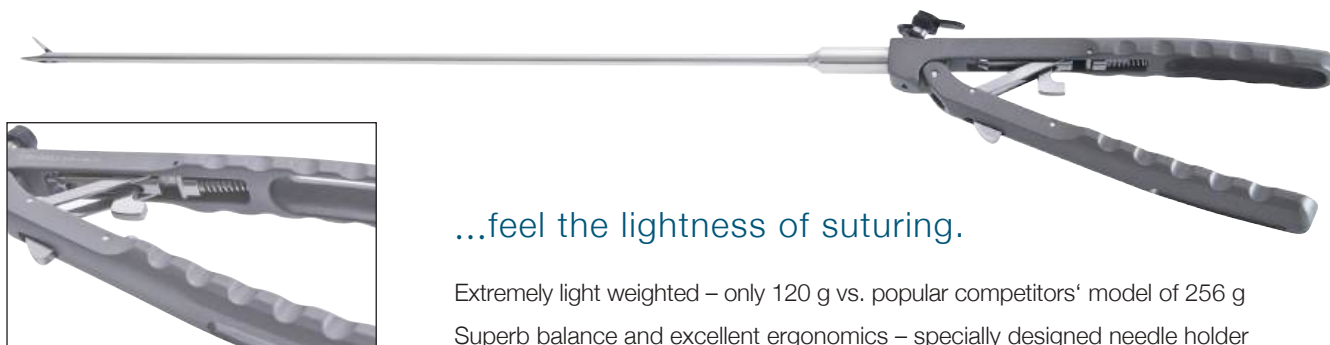 ...feel the lightness of suturing.
Extremely light weighted – only 120 g vs. popular competitors‘ model of 256 g
Superb balance and excellent ergonomics – specially designed needle holder